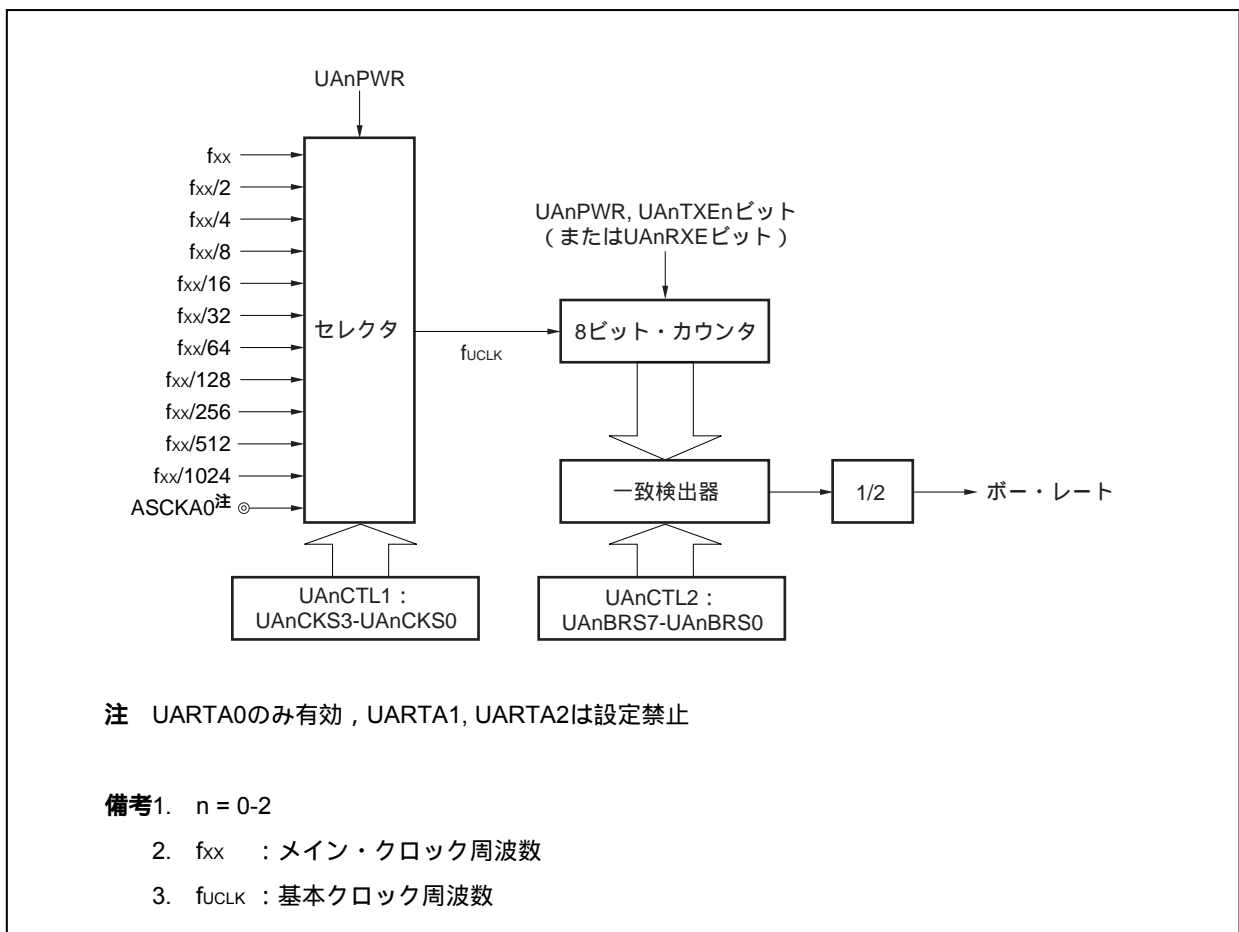 UAnPWR
fXX
fXX/2
fXX/4
fXX/8
fXX/16
fXX/32
fXX/64
fXX/128
fXX/256
fXX/512
fXX/1024
ASCKA0注
セレクタ
fUCLK
UAnPWR, UAnTXEnビット
(またはUAnRXEビット)
8ビット・カウンタ
一致検出器
1/2
ボー・レート
UAnCTL1:
UAnCKS3-UAnCKS0
UAnCTL2:
UAnBRS7-UAnBRS0
注 UARTA0のみ有効,UARTA1, UARTA2は設定禁止
備考1. n = 0-2
2. fXX :メイン・クロック周波数
3. fUCLK :基本クロック周波数